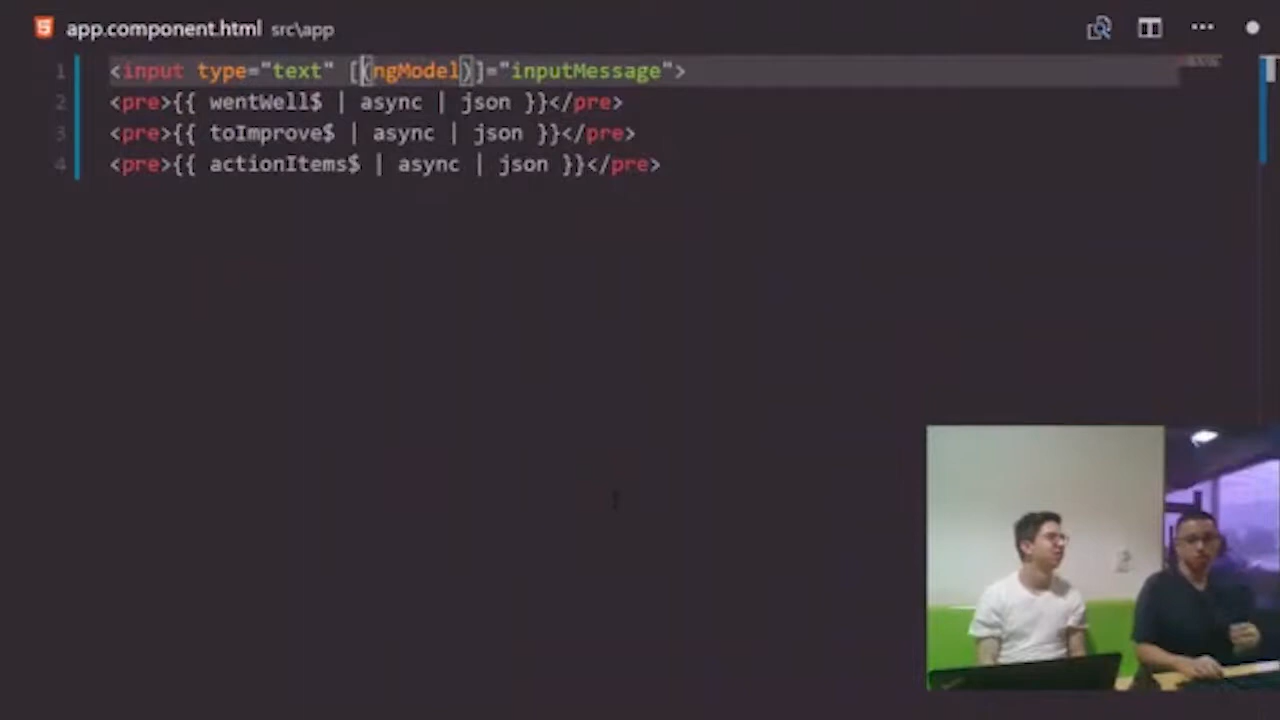 app.component.html src\app
1 <input type="text" [(ngModel)]="inputMessage">
2 <pre>{{ wentWell$ | async | json }}</pre>
3 <pre>{{ toImprove$ | async | json }}</pre>
4 <pre>{{ actionItems$ | async | json }}</pre>